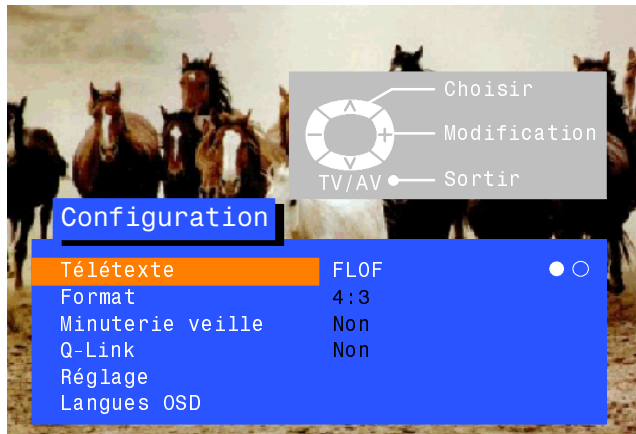 Choisir
Modification
TV/AV Sortir
Configuration
Télétexte FLOF
Format 4:3
Minuterie veille Non
Q-Link Non
Réglage
Langues OSD